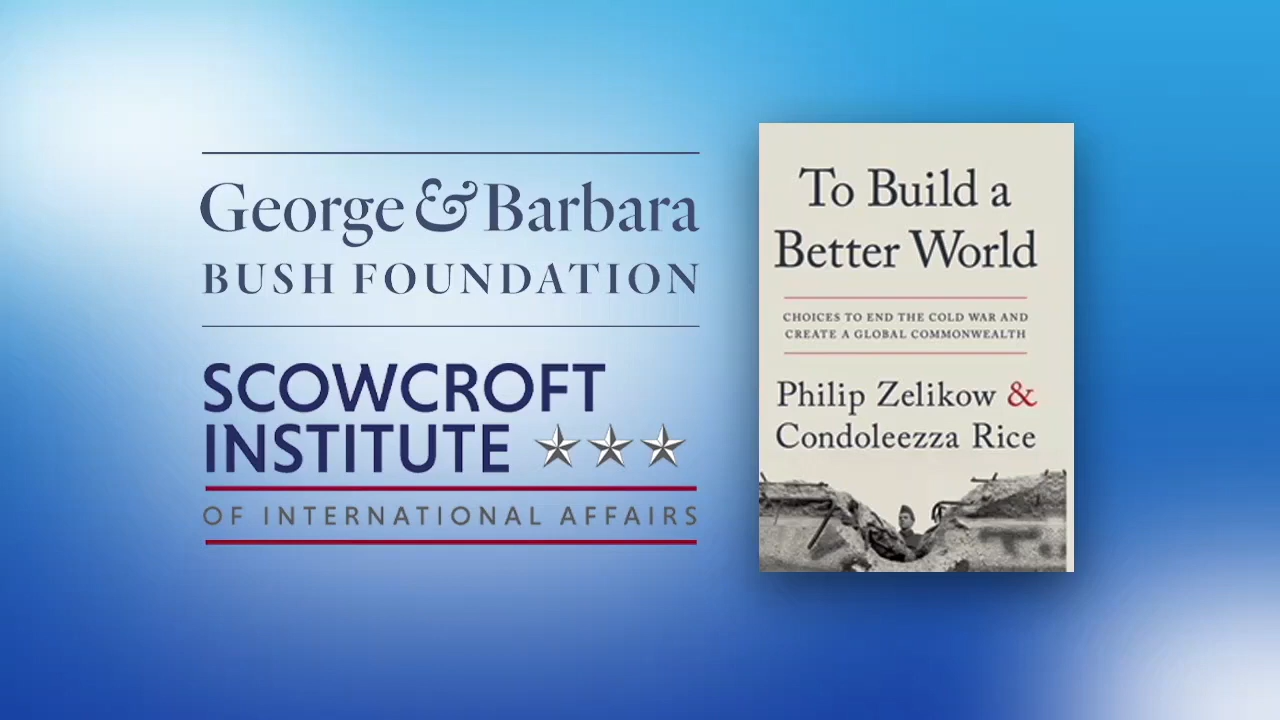 George & Barbara
BUSH FOUNDATION
SCOWCROFT
INSTITUTE
OF INTERNATIONAL AFFAIRS
To Build a
Better World
CHOICES TO END THE COLD WAR AND
CREATE A GLOBAL COMMONWEALTH
Philip Zelikow &
Condoleezza Rice